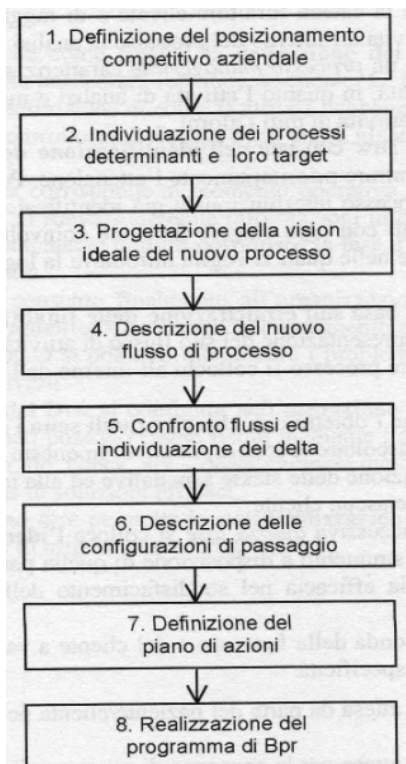 1. Definizione del posizionamento
competitivo aziendale
2. Individuazione dei processi
determinanti e loro target
3. Progettazione della vision
ideale del nuovo processo
4. Descrizione del nuovo
flusso di processo
5. Confronto flussi ed
individuazione dei delta
6. Descrizione delle
configurazioni di passaggio
7. Definizione del
piano di azioni
8. Realizzazione del
programma di Bpr